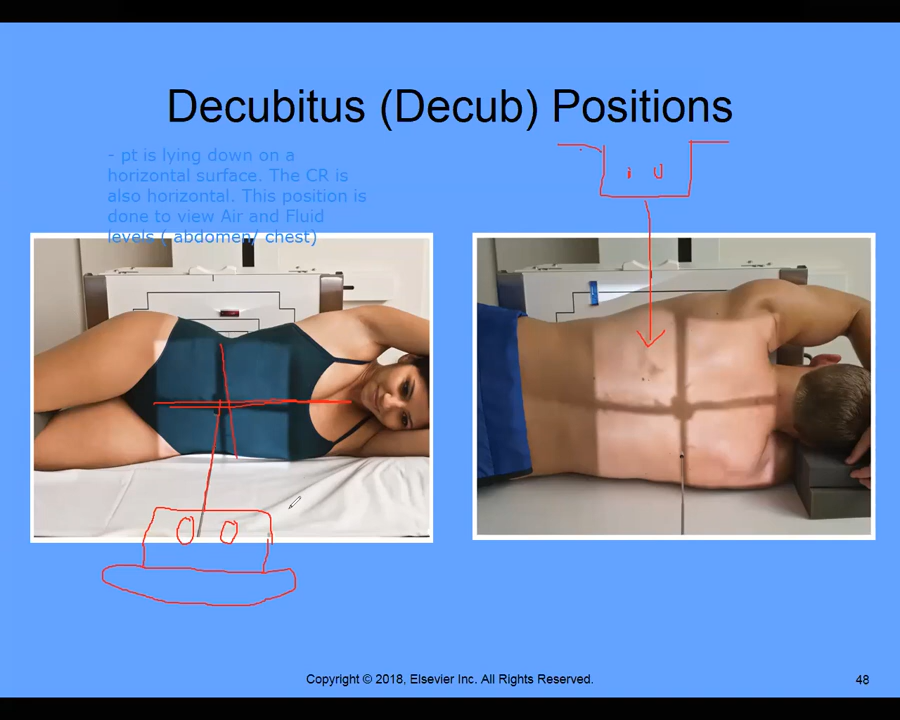 Decubitus (Decub) Positions
- pt is lying down on a
horizontal surface. The CR is
also horizontal. This position is
done to view Air and Fluid
levels ( abdomen/ chest)
Copyright © 2018, Elsevier Inc. All Rights Reserved.
48